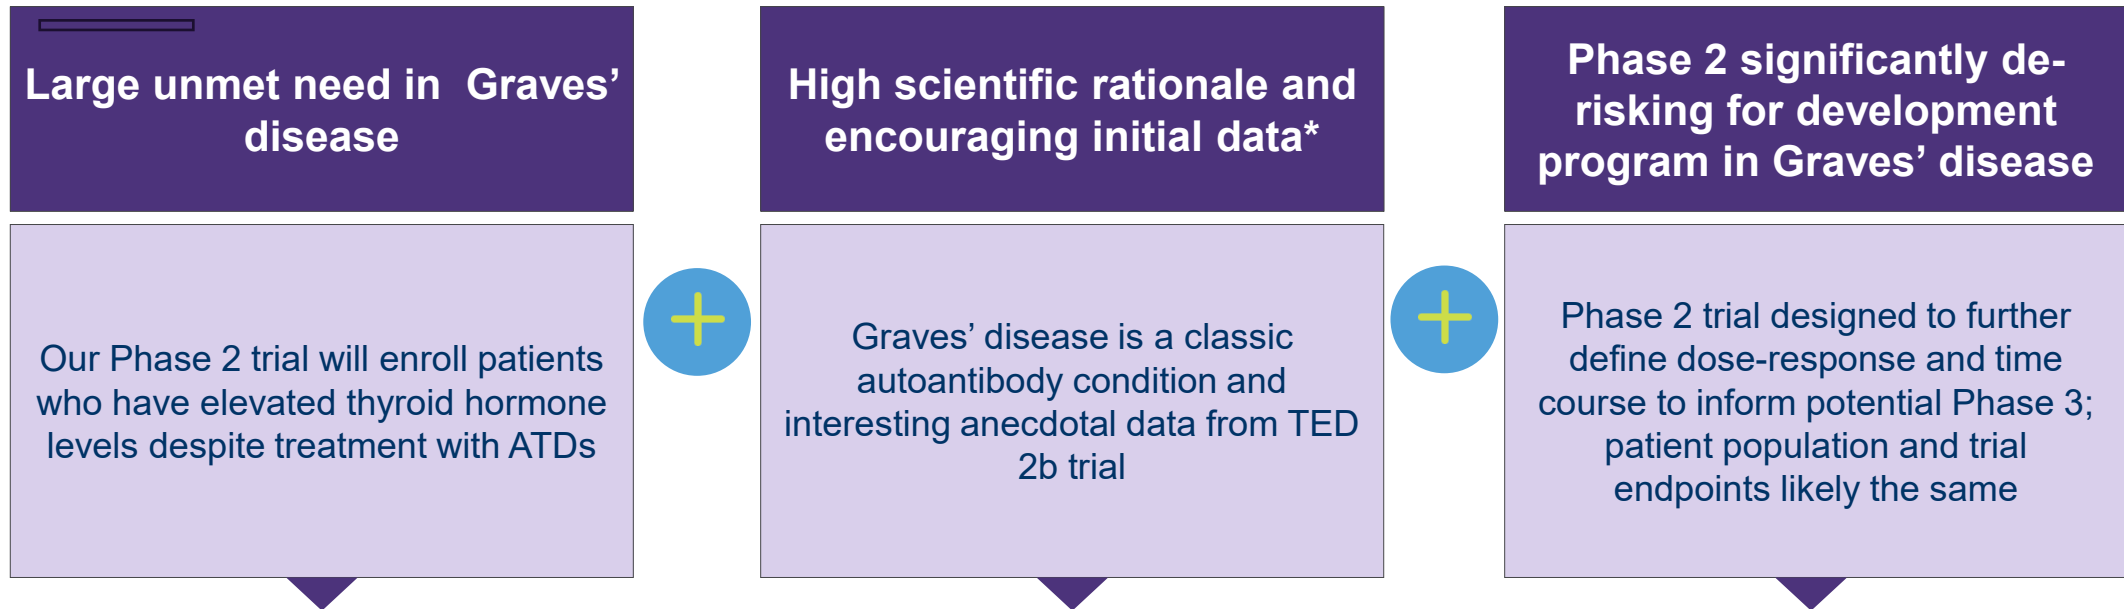 Large unmet need in  Graves’
disease
Our Phase 2 trial will enroll patients
who have elevated thyroid hormone
levels despite treatment with ATDs
High scientific rationale and
encouraging initial data*
Graves’ disease is a classic
autoantibody condition and
interesting anecdotal data from TED
2b trial
Phase 2 significantly de-
risking for development
program in Graves’ disease
Phase 2 trial designed to further
define dose-response and time
course to inform potential Phase 3;
patient population and trial
endpoints likely the same